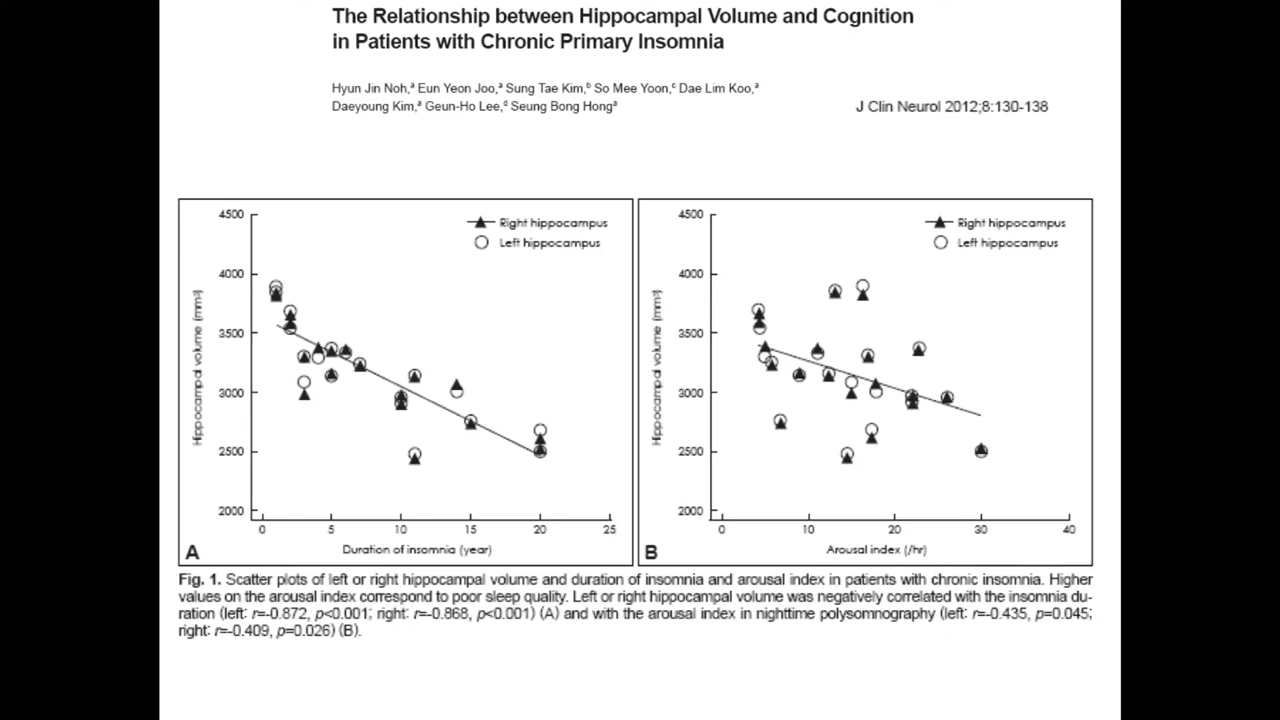 The Relationship between Hippocampal Volume and Cognition
in Patients with Chronic Primary Insomnia
Hyun Jin Noh,ᵃ Eun Yeon Joo,ᵃ Sung Tae Kim,ᵇ So Mee Yoon,ᶜ Dae Lim Koo,ᵃ
Daeyoung Kim,ᵃ Geun-Ho Lee,ᵈ Seung Bong Hongᵃ
J Clin Neurol 2012;8:130-138
4500
4000
3500
3000
2500
2000
Hippocampal volume (mm³)
Right hippocampus
Left hippocampus
0 5 10 15 20 25
Duration of insomnia (year)
A
4500
4000
3500
3000
2500
2000
Hippocampal volume (mm³)
Right hippocampus
Left hippocampus
0 10 20 30 40
Arousal index (/hr)
B
Fig. 1. Scatter plots of left or right hippocampal volume and duration of insomnia and arousal index in patients with chronic insomnia. Higher
values on the arousal index correspond to poor sleep quality. Left or right hippocampal volume was negatively correlated with the insomnia du-
ration (left: r=-0.872, p<0.001; right: r=-0.868, p<0.001) (A) and with the arousal index in nighttime polysomnography (left: r=-0.435, p=0.045;
right: r=-0.409, p=0.026) (B).